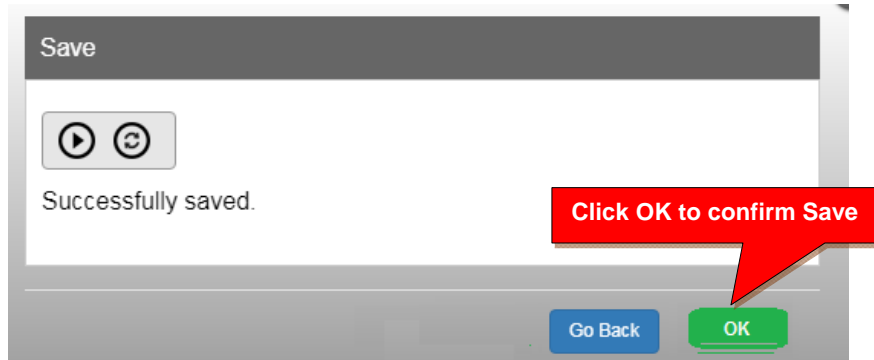 Save
Successfully saved.
Click OK to confirm Save
Go Back
OK